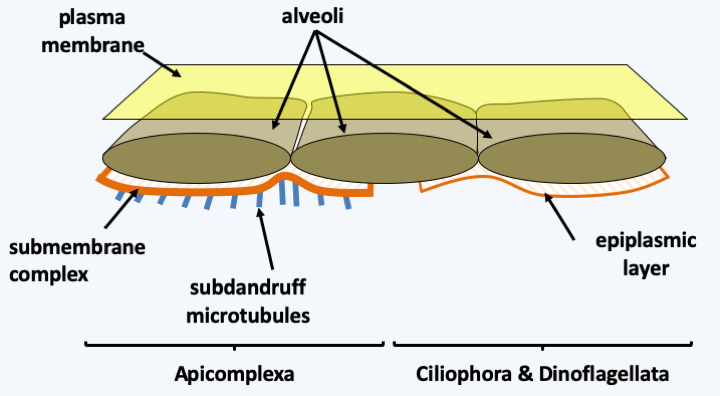 plasma
membrane
alveoli
submembrane
complex
subdandruff
microtubules
epiplasmic
layer
Apicomplexa
Ciliophora & Dinoflagellata